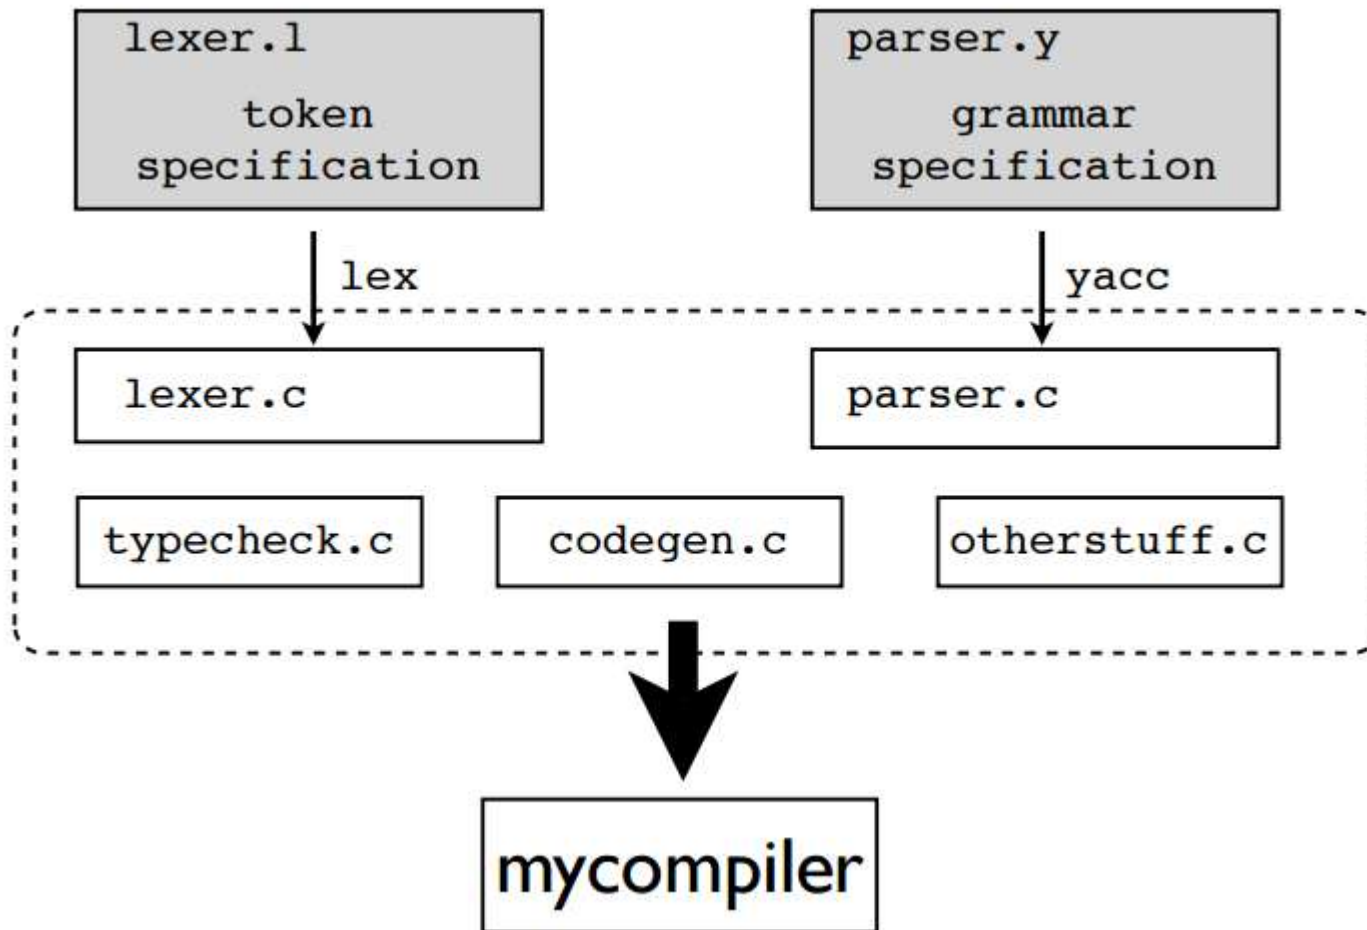 lexer.l
token
specification
parser.y
grammar
specification
lex
yacc
lexer.c
parser.c
typecheck.c
codegen.c
otherstuff.c
mycompiler